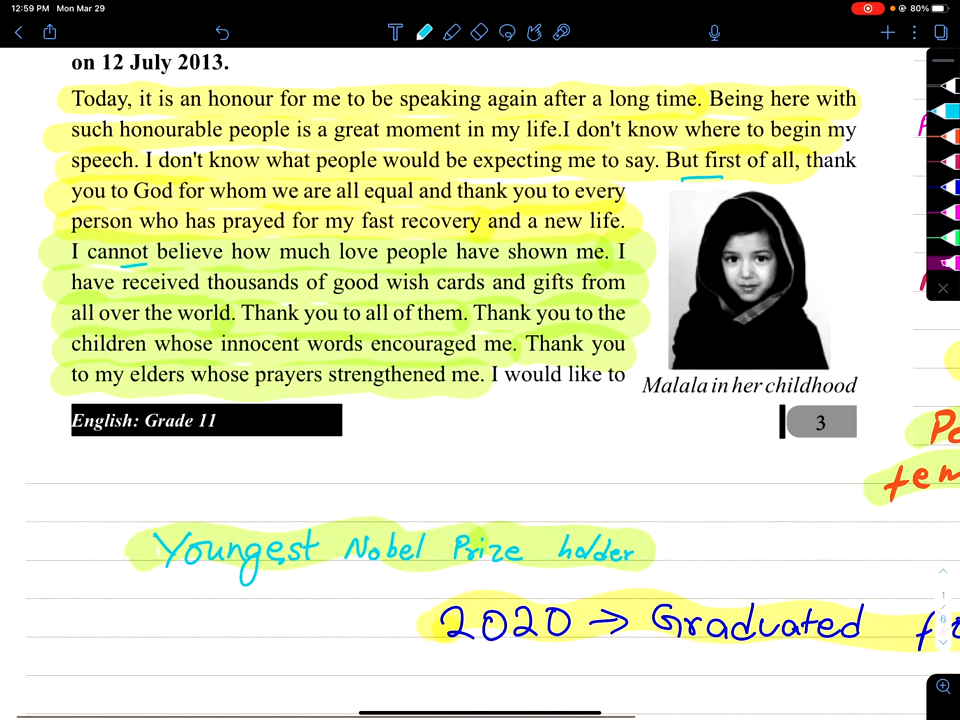 12:59 PM Mon Mar 29
80%
on 12 July 2013.
Today, it is an honour for me to be speaking again after a long time. Being here with
such honourable people is a great moment in my life.I don't know where to begin my
speech. I don't know what people would be expecting me to say. But first of all, thank
you to God for whom we are all equal and thank you to every
person who has prayed for my fast recovery and a new life.
I cannot believe how much love people have shown me. I
have received thousands of good wish cards and gifts from
all over the world. Thank you to all of them. Thank you to the
children whose innocent words encouraged me. Thank you
to my elders whose prayers strengthened me. I would like to
Malala in her childhood
English: Grade 11
3
Youngest Nobel Prize holder
2020 → Graduated
1
/
6